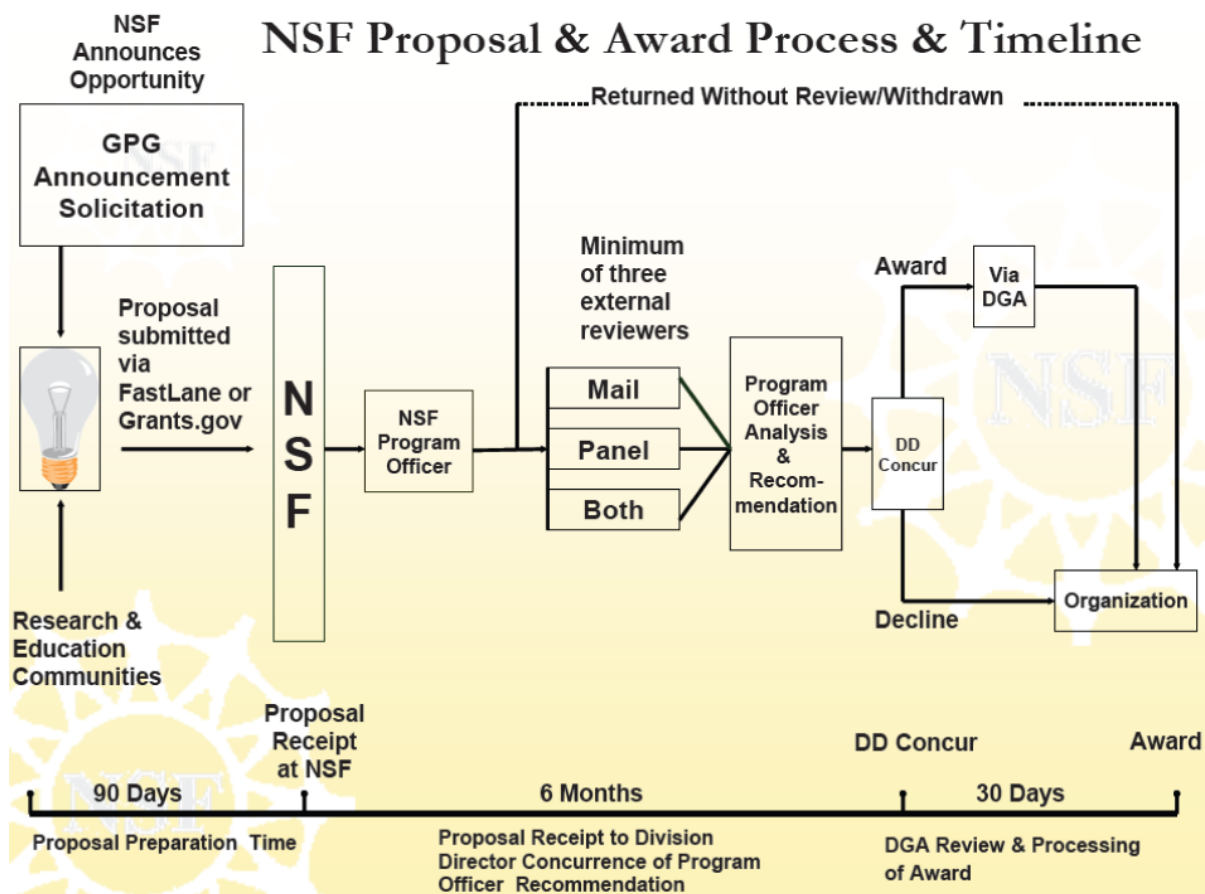 NSF Proposal & Award Process & Timeline
NSF
Announces
Opportunity
GPG
Announcement
Solicitation
Returned Without Review/Withdrawn
Proposal
submitted
via
FastLane or
Grants.gov
Research &
Education
Communities
N
S
F
NSF
Program
Officer
Minimum
of three
external
reviewers
Mail
Panel
Both
Program
Officer
Analysis
&
Recom-
mendation
DD
Concur
Award
Via
DGA
Decline
Organization
Proposal
Receipt
at NSF
DD Concur
Award
90 Days
6 Months
30 Days
Proposal Preparation Time
Proposal Receipt to Division
Director Concurrence of Program
Officer Recommendation
DGA Review & Processing
of Award
NSF
NSF
NSF